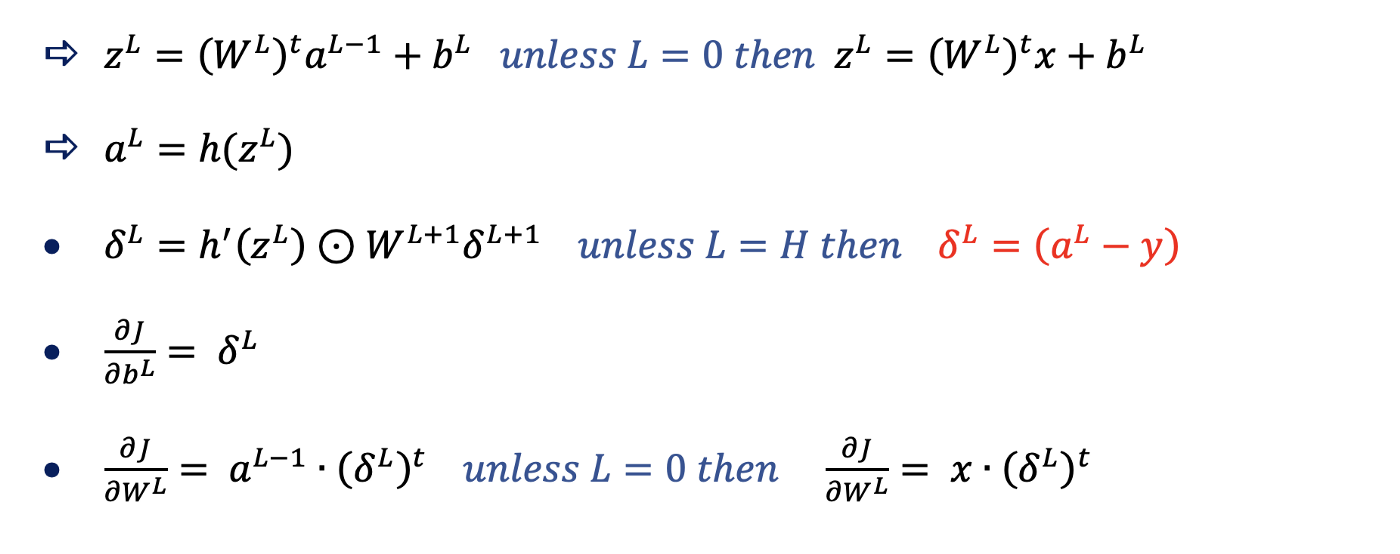 ⇨ z^L = (W^L)^t a^{L−1} + b^L unless L = 0 then z^L = (W^L)^t x + b^L
⇨ a^L = h(z^L)
• δ^L = h′(z^L) ⊙ W^{L+1} δ^{L+1} unless L = H then δ^L = (a^L − y)
• ∂J/∂b^L = δ^L
• ∂J/∂W^L = a^{L−1} · (δ^L)^t unless L = 0 then ∂J/∂W^L = x · (δ^L)^t